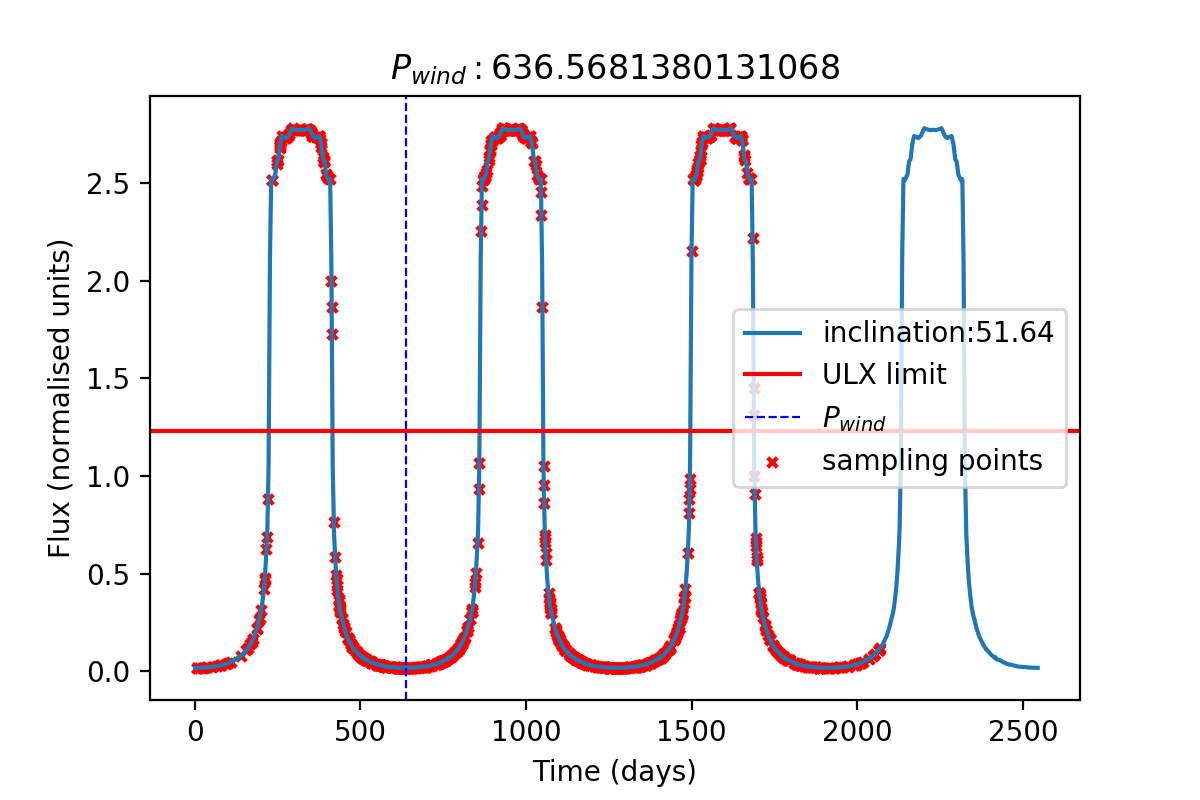 P_wind : 636.5681380131068
Flux (normalised units)
2.5
2.0
1.5
1.0
0.5
0.0
inclination:51.64
ULX limit
P_wind
sampling points
0 500 1000 1500 2000 2500
Time (days)